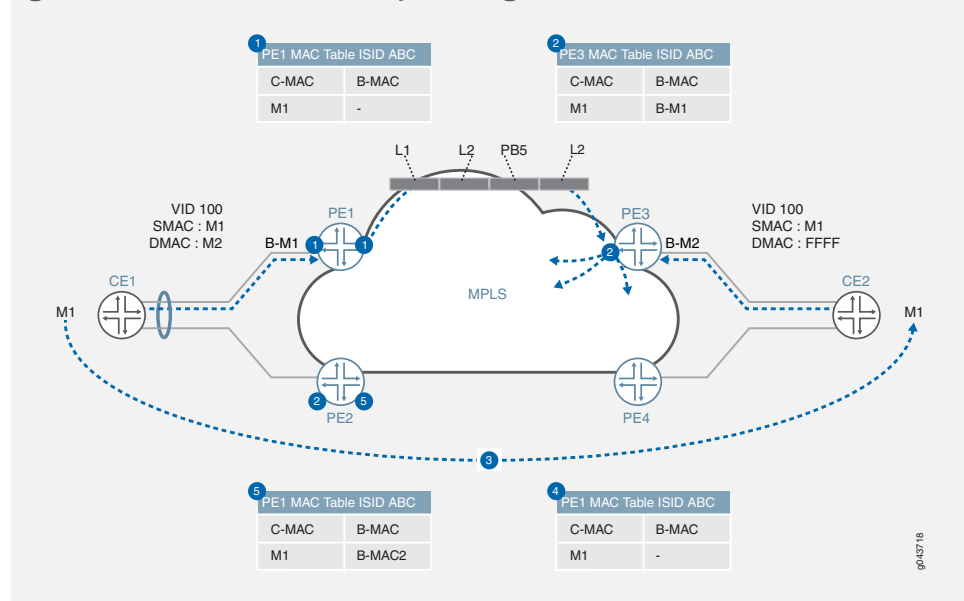 1
PE1 MAC Table ISID ABC
C-MAC B-MAC
M1 -
2
PE3 MAC Table ISID ABC
C-MAC B-MAC
M1 B-M1
L1 L2 PB5 L2
VID 100
SMAC : M1
DMAC : M2
PE1
B-M1
1
1
PE3
2
B-M2
VID 100
SMAC : M1
DMAC : FFFF
CE1
M1
MPLS
CE2
M1
2
5
PE2
PE4
3
5
PE1 MAC Table ISID ABC
C-MAC B-MAC
M1 B-MAC2
4
PE1 MAC Table ISID ABC
C-MAC B-MAC
M1 -
g043718